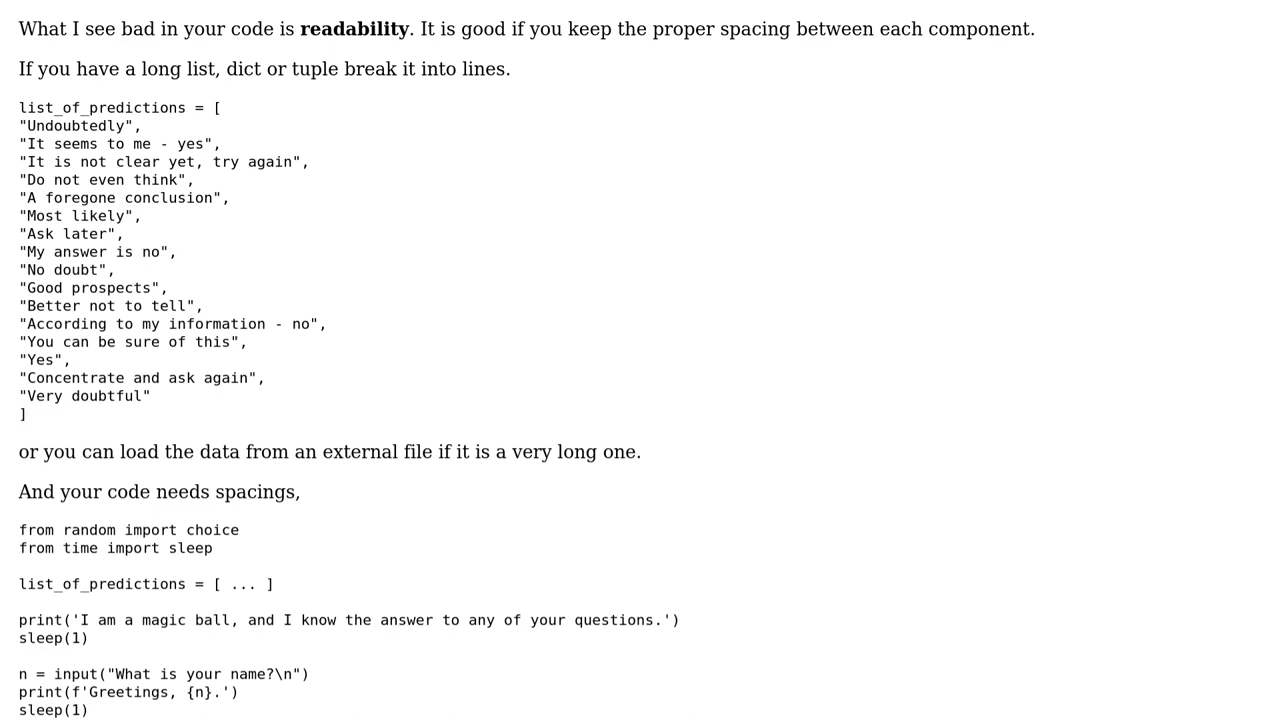 What I see bad in your code is readability. It is good if you keep the proper spacing between each component.
If you have a long list, dict or tuple break it into lines.
list_of_predictions = [
"Undoubtedly",
"It seems to me - yes",
"It is not clear yet, try again",
"Do not even think",
"A foregone conclusion",
"Most likely",
"Ask later",
"My answer is no",
"No doubt",
"Good prospects",
"Better not to tell",
"According to my information - no",
"You can be sure of this",
"Yes",
"Concentrate and ask again",
"Very doubtful"
]
or you can load the data from an external file if it is a very long one.
And your code needs spacings,
from random import choice
from time import sleep
list_of_predictions = [ ... ]
print('I am a magic ball, and I know the answer to any of your questions.')
sleep(1)
n = input("What is your name?\n")
print(f'Greetings, {n}.')
sleep(1)